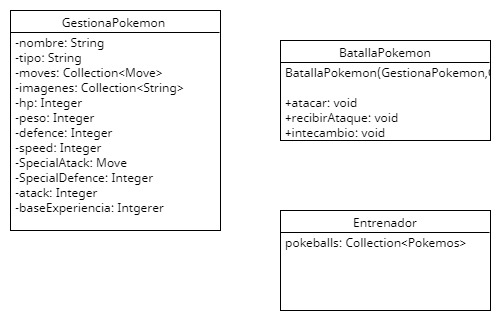 GestionaPokemon
-nombre: String
-tipo: String
-moves: Collection<Move>
-imagenes: Collection<String>
-hp: Integer
-peso: Integer
-defence: Integer
-speed: Integer
-SpecialAtack: Move
-SpecialDefence: Integer
-atack: Integer
-baseExperiencia: Intgerer
BatallaPokemon
BatallaPokemon(GestionaPokemon,
+atacar: void
+recibirAtaque: void
+intecambio: void
Entrenador
pokeballs: Collection<Pokemos>